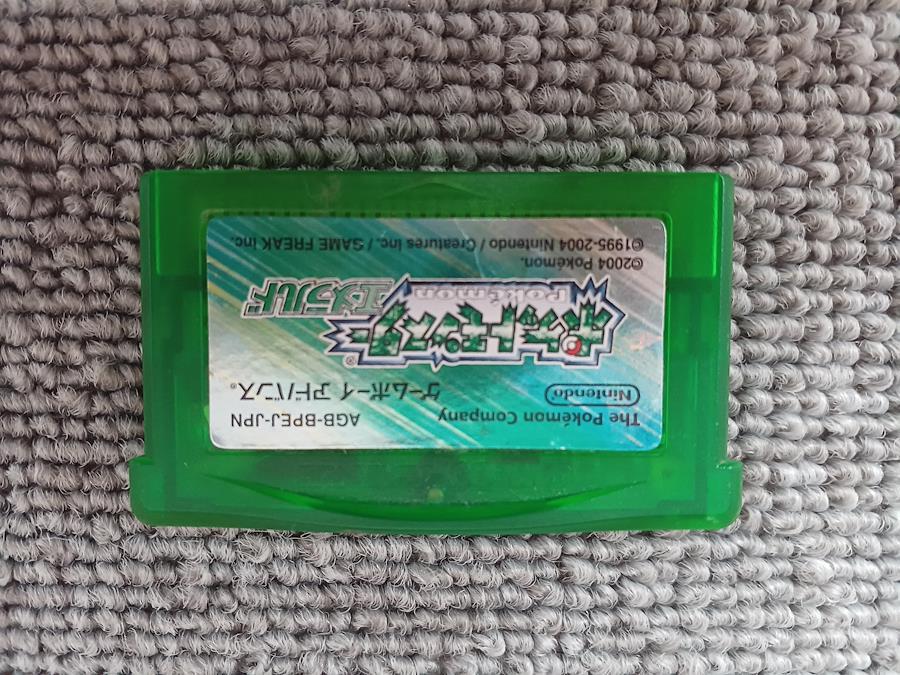 The Pokémon Company AGB-BPEJ-JPN
Nintendo ゲームボーイアドバンス®
ポケットモンスター®
Pokémon
エメラルド
©2004 Pokémon.
©1995-2004 Nintendo / Creatures inc. / GAME FREAK inc.